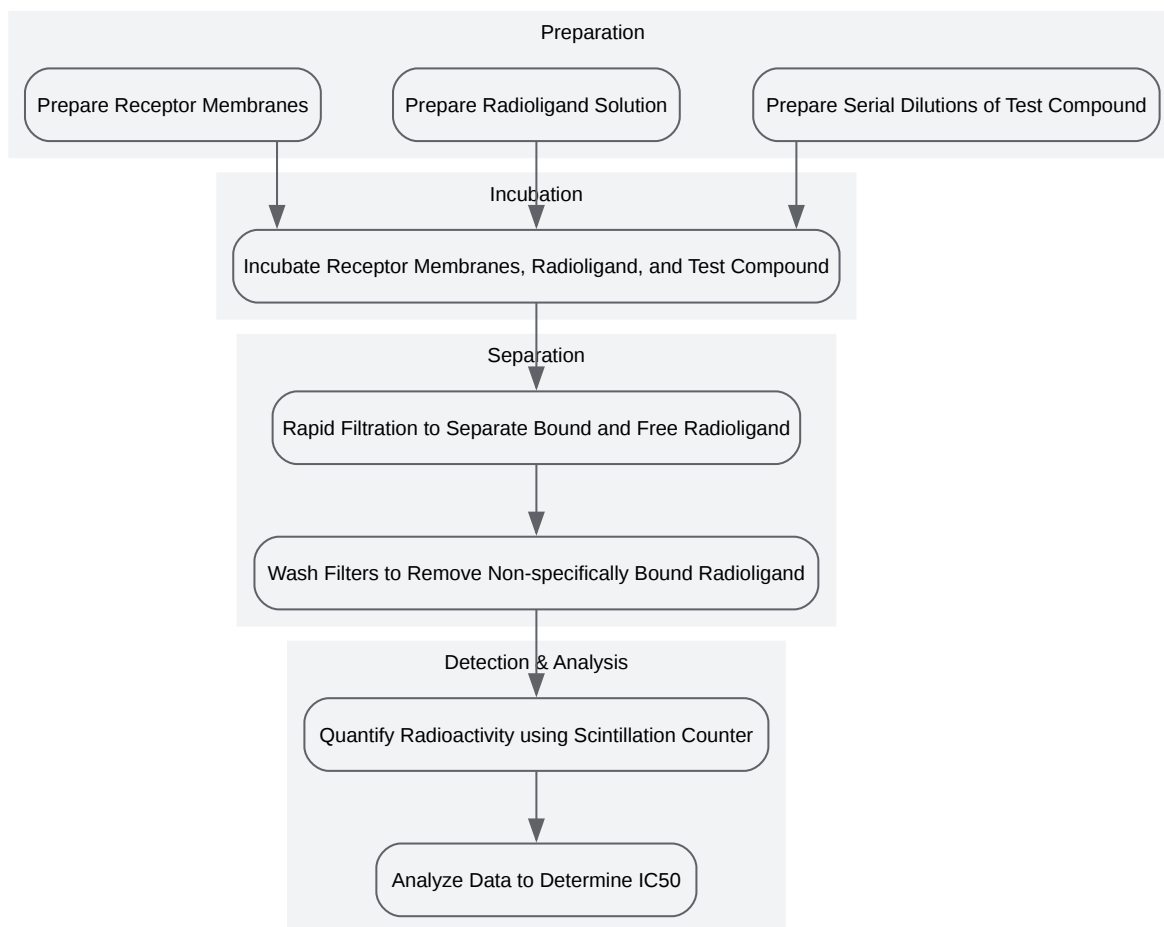 Preparation
Prepare Receptor Membranes
Prepare Radioligand Solution
Prepare Serial Dilutions of Test Compound
Incubation
Incubate Receptor Membranes, Radioligand, and Test Compound
Separation
Rapid Filtration to Separate Bound and Free Radioligand
Wash Filters to Remove Non-specifically Bound Radioligand
Detection & Analysis
Quantify Radioactivity using Scintillation Counter
Analyze Data to Determine IC50